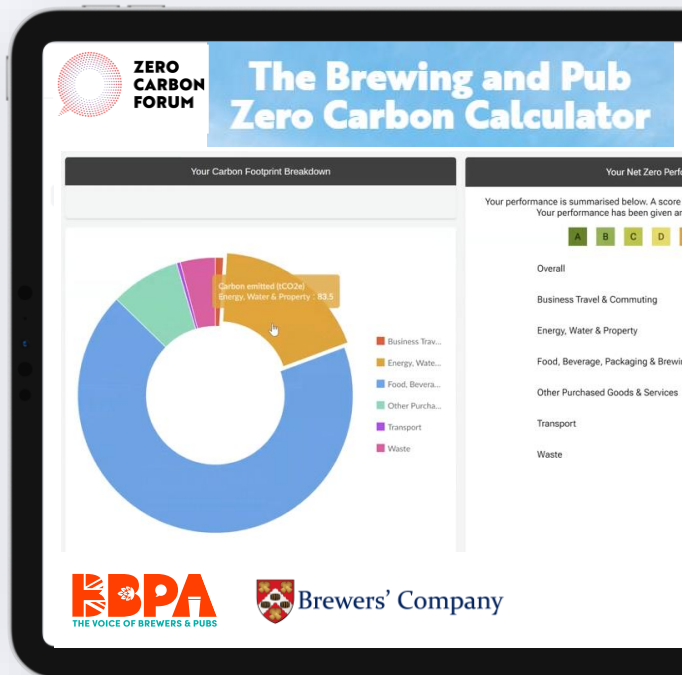 ZERO
CARBON
FORUM
The Brewing and Pub
Zero Carbon Calculator
Your Carbon Footprint Breakdown
Carbon emitted (tCO2e)
Energy, Water & Property : 83.5
Business Trav...
Energy, Wate...
Food, Bevera...
Other Purcha...
Transport
Waste
Your Net Zero Perfo
Your performance is summarised below. A score
Your performance has been given an
A B C D
Overall
Business Travel & Commuting
Energy, Water & Property
Food, Beverage, Packaging & Brewin
Other Purchased Goods & Services
Transport
Waste
BBPA
THE VOICE OF BREWERS & PUBS
Brewers' Company